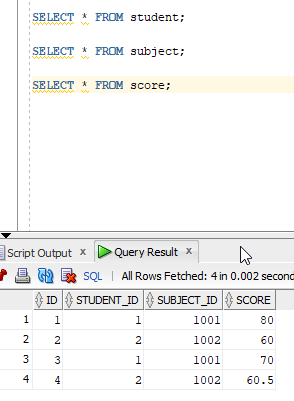 SELECT * FROM student;
SELECT * FROM subject;
SELECT * FROM score;
Script Output x Query Result x
SQL | All Rows Fetched: 4 in 0.002 second
ID STUDENT_ID SUBJECT_ID SCORE
1 1 1 1001 80
2 2 2 1002 60
3 3 1 1001 70
4 4 2 1002 60.5